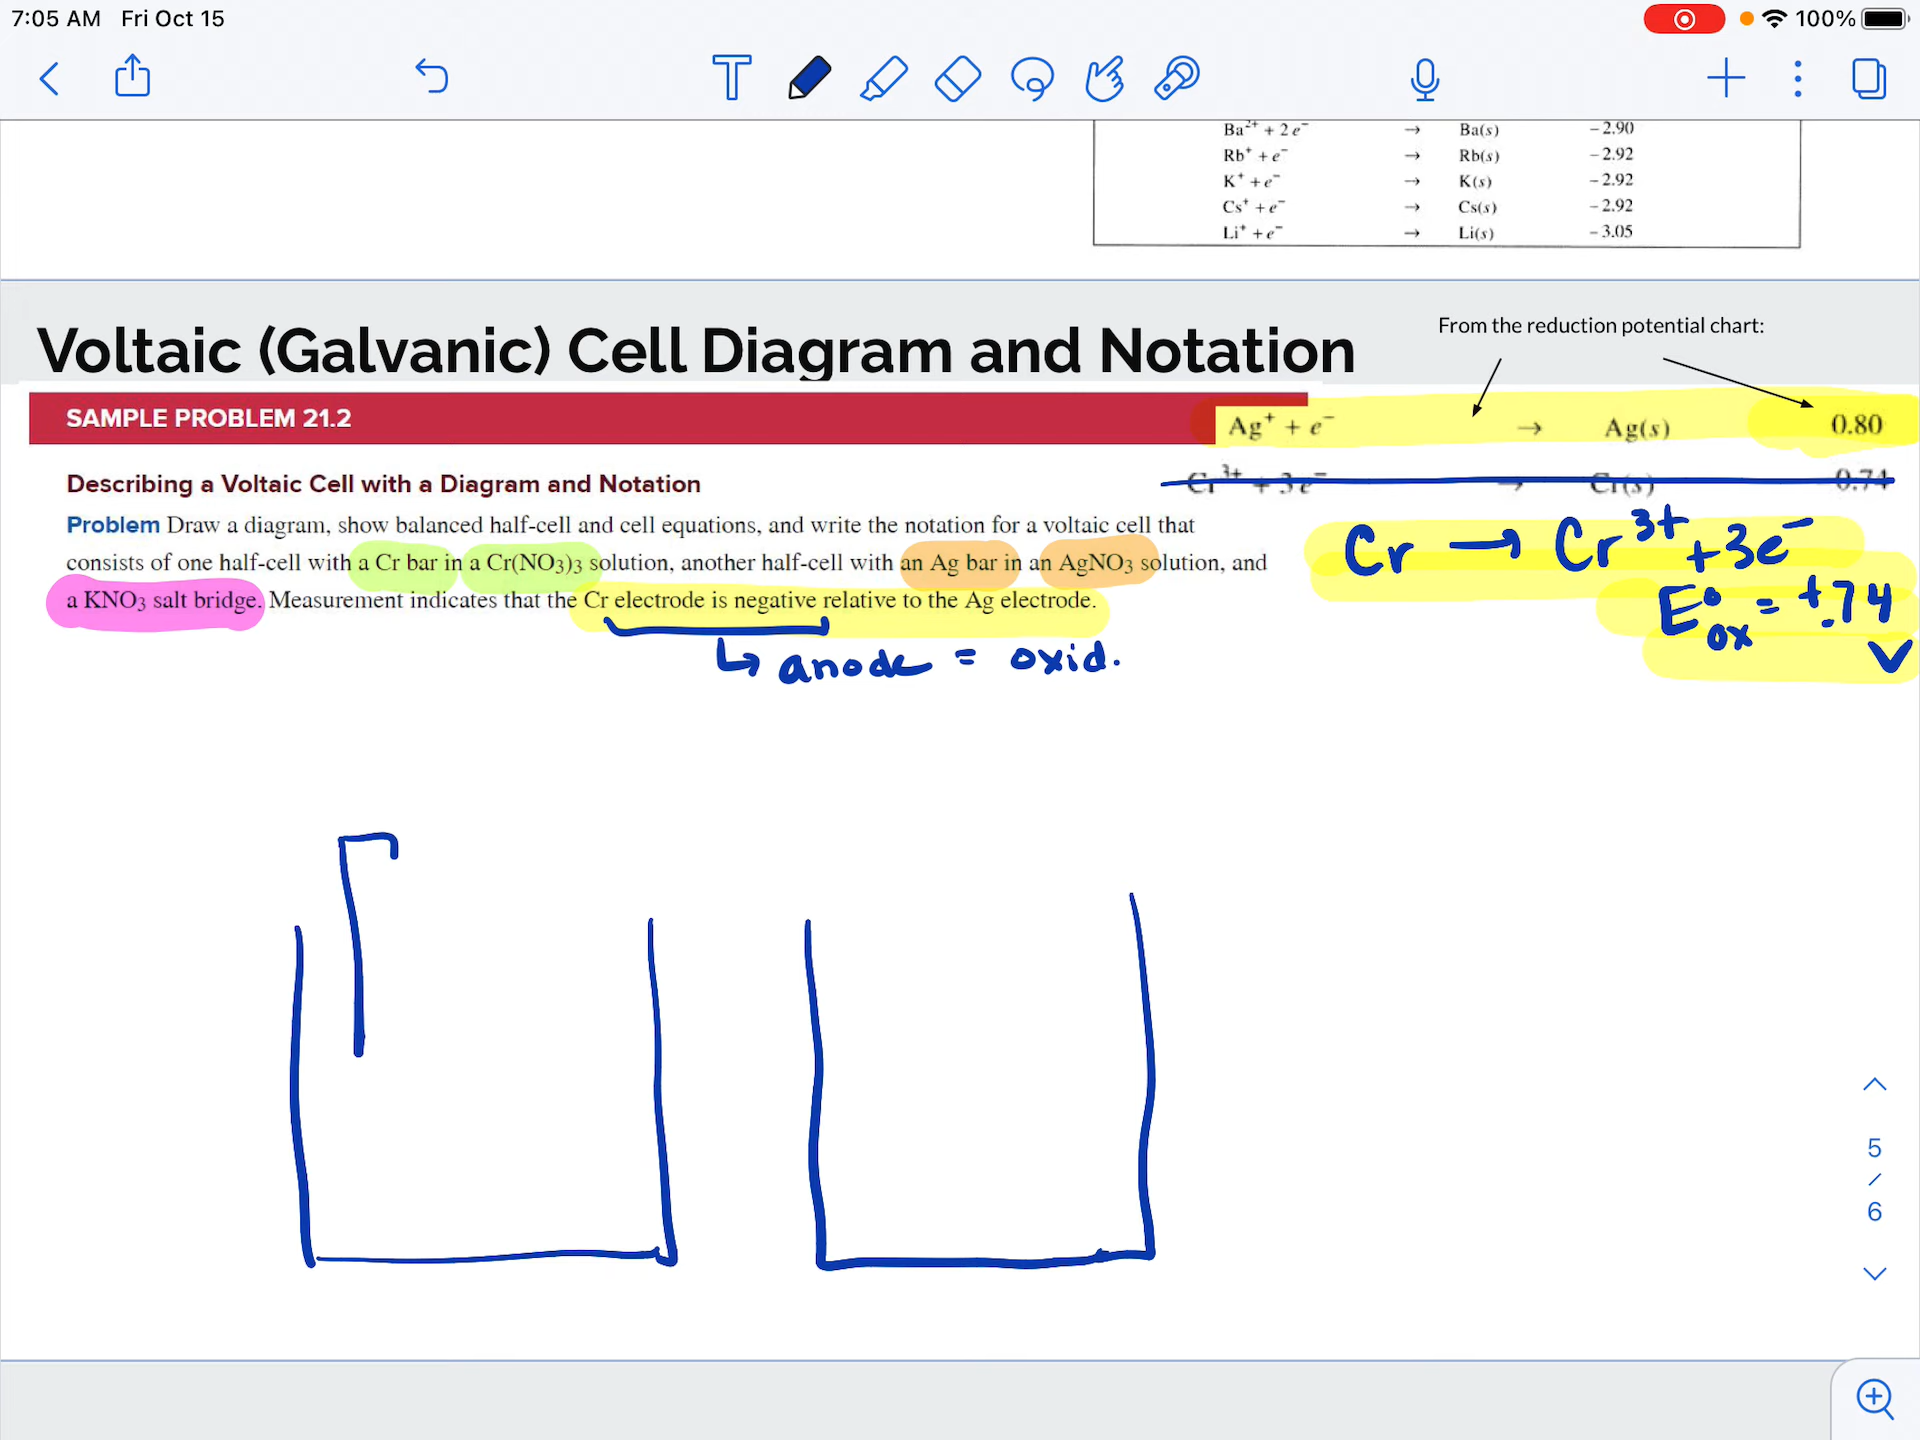 7:05 AM Fri Oct 15
100%
Ba²⁺ + 2 e⁻ → Ba(s) −2.90
Rb⁺ + e⁻ → Rb(s) −2.92
K⁺ + e⁻ → K(s) −2.92
Cs⁺ + e⁻ → Cs(s) −2.92
Li⁺ + e⁻ → Li(s) −3.05
Voltaic (Galvanic) Cell Diagram and Notation
From the reduction potential chart:
SAMPLE PROBLEM 21.2
Ag⁺ + e⁻ → Ag(s) 0.80
Cr³⁺ + 3 e⁻ → Cr(s) 0.74
Describing a Voltaic Cell with a Diagram and Notation
Problem Draw a diagram, show balanced half-cell and cell equations, and write the notation for a voltaic cell that
consists of one half-cell with a Cr bar in a Cr(NO₃)₃ solution, another half-cell with an Ag bar in an AgNO₃ solution, and
a KNO₃ salt bridge. Measurement indicates that the Cr electrode is negative relative to the Ag electrode.
Cr → Cr³⁺ + 3e⁻
E°ox = +.74 V
↳ anode = oxid.
5
/
6